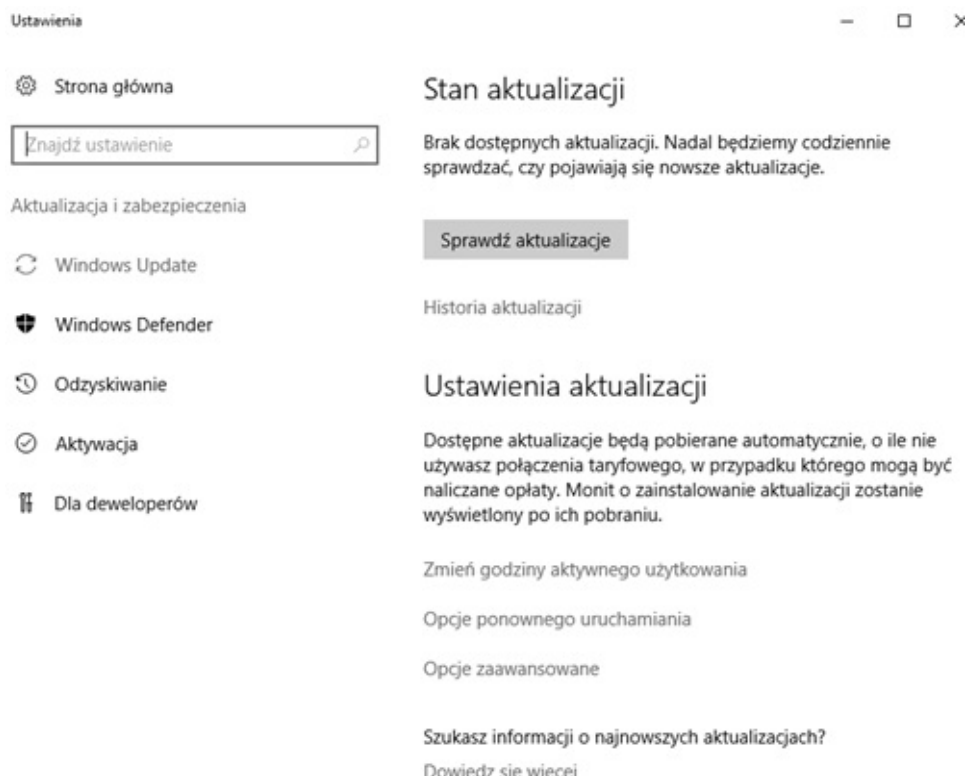 Ustawienia
Strona główna
Znajdź ustawienie
Aktualizacja i zabezpieczenia
Windows Update
Windows Defender
Odzyskiwanie
Aktywacja
Dla deweloperów
Stan aktualizacji
Brak dostępnych aktualizacji. Nadal będziemy codziennie
sprawdzać, czy pojawiają się nowsze aktualizacje.
Sprawdź aktualizacje
Historia aktualizacji
Ustawienia aktualizacji
Dostępne aktualizacje będą pobierane automatycznie, o ile nie
używasz połączenia taryfowego, w przypadku którego mogą być
naliczane opłaty. Monit o zainstalowanie aktualizacji zostanie
wyświetlony po ich pobraniu.
Zmień godziny aktywnego użytkowania
Opcje ponownego uruchamiania
Opcje zaawansowane
Szukasz informacji o najnowszych aktualizacjach?
Dowiedz się więcej